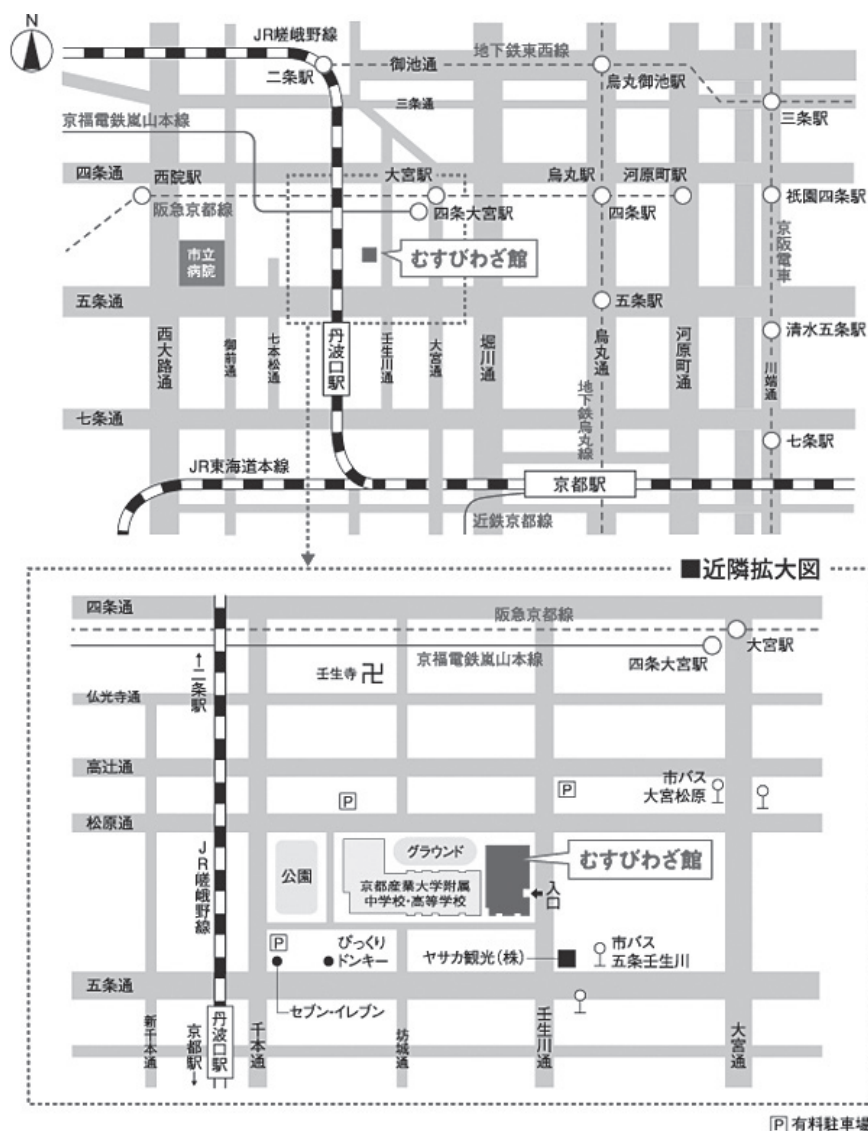 N
JR嵯峨野線
地下鉄東西線
二条駅
御池通
烏丸御池駅
三条通
三条駅
京福電鉄嵐山本線
四条通
西院駅
大宮駅
烏丸駅
河原町駅
阪急京都線
四条大宮駅
四条駅
祇園四条駅
市立
病院
むすびわざ館
京阪電車
五条通
五条駅
清水五条駅
西大路通
御前通
七本松通
丹波口駅
壬生川通
大宮通
堀川通
烏丸通
河原町通
川端通
地下鉄烏丸線
七条通
七条駅
JR東海道本線
京都駅
近鉄京都線
■近隣拡大図
四条通
阪急京都線
大宮駅
京福電鉄嵐山本線
四条大宮駅
←二条駅
壬生寺卍
仏光寺通
高辻通
市バス
大宮松原
P
P
松原通
JR嵯峨野線
公園
グラウンド
むすびわざ館
京都産業大学附属
中学校・高等学校
←入口
P
びっくり
ドンキー
ヤサカ観光(株)
市バス
五条壬生川
五条通
セブン-イレブン
新千本通
京都駅→
丹波口駅
千本通
坊城通
壬生川通
大宮通
P 有料駐車場